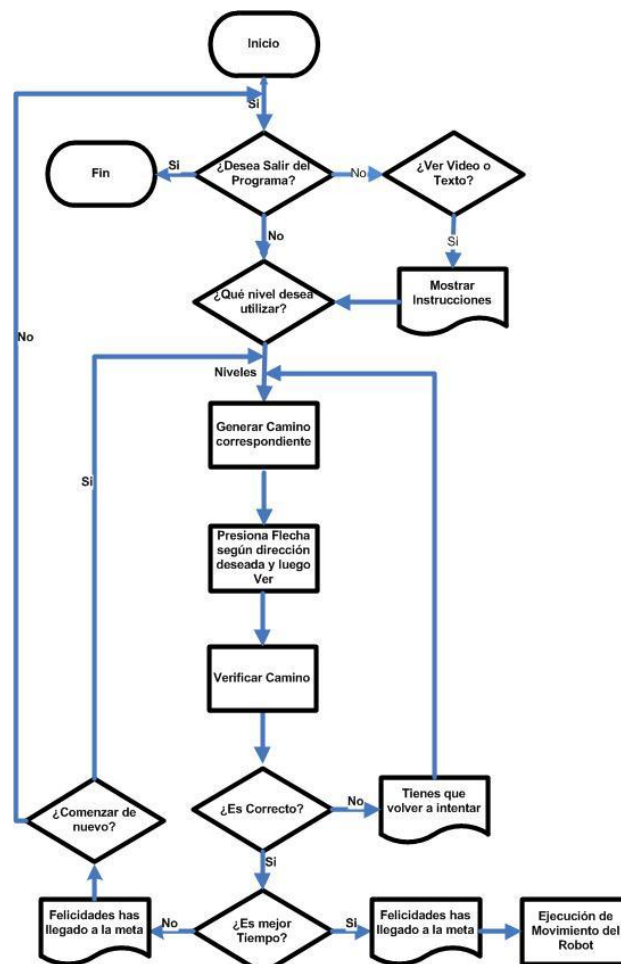 Inicio
Si
¿Desea Salir del
Programa?
Si
Fin
No
¿Ver Video o
Texto?
No
Si
¿Qué nivel desea
utilizar?
Mostrar
Instrucciones
No
Niveles
Generar Camino
correspondiente
Si
Presiona Flecha
según dirección
deseada y luego
Ver
Verificar Camino
¿Comenzar de
nuevo?
¿Es Correcto?
No
Tienes que
volver a intentar
Si
Felicidades has
llegado a la meta
No
¿Es mejor
Tiempo?
Si
Felicidades has
llegado a la meta
Ejecución de
Movimiento del
Robot